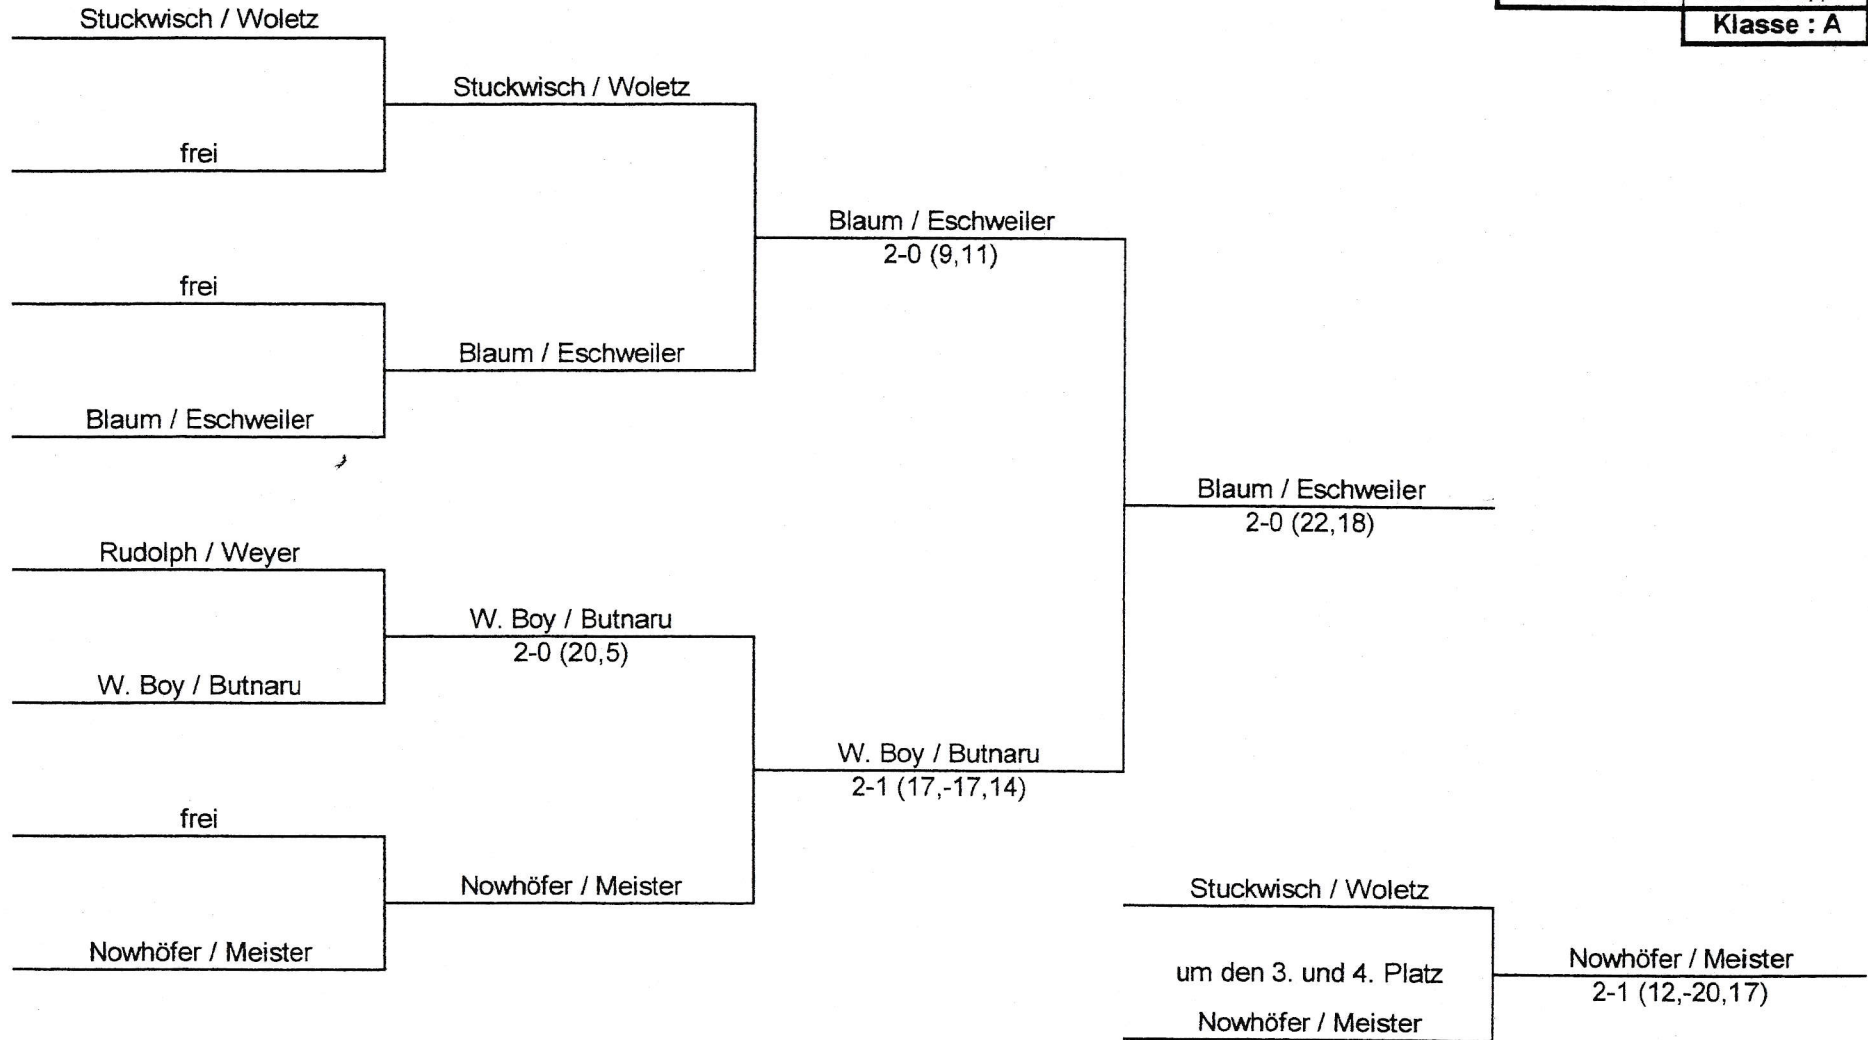 Klasse : A
Stuckwisch / Woletz
frei
frei
Blaum / Eschweiler
Rudolph / Weyer
W. Boy / Butnaru
frei
Nowhöfer / Meister
Stuckwisch / Woletz
Blaum / Eschweiler
W. Boy / Butnaru
2-0 (20,5)
Nowhöfer / Meister
Blaum / Eschweiler
2-0 (9,11)
W. Boy / Butnaru
2-1 (17,-17,14)
Blaum / Eschweiler
2-0 (22,18)
Stuckwisch / Woletz
um den 3. und 4. Platz
Nowhöfer / Meister
Nowhöfer / Meister
2-1 (12,-20,17)